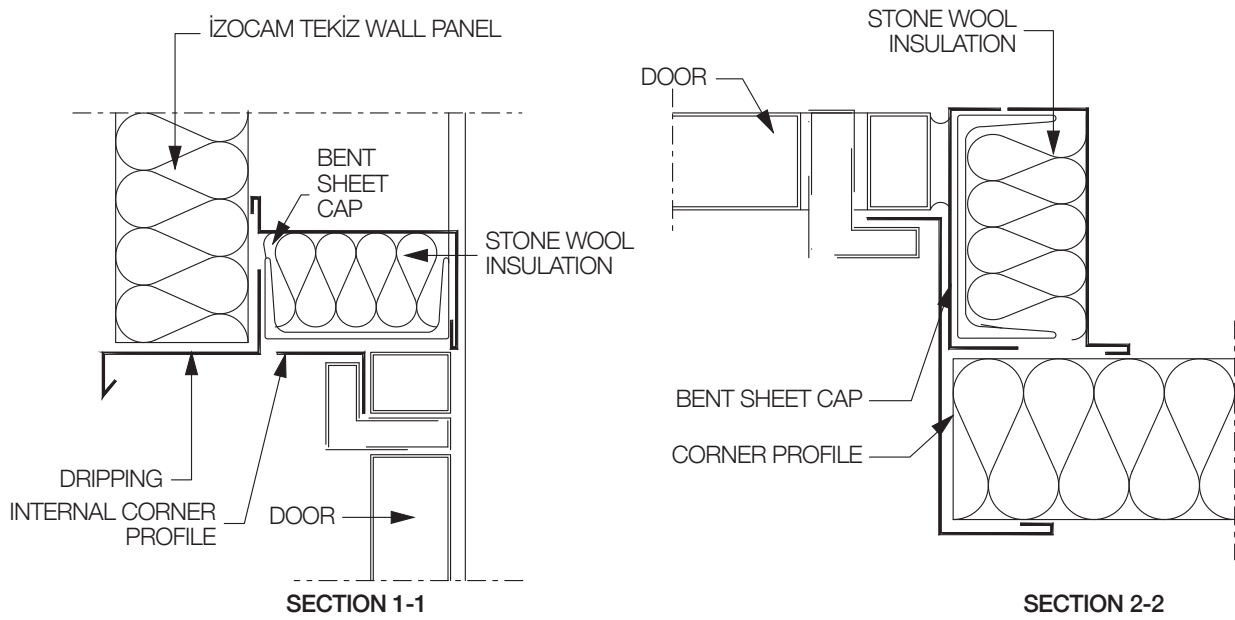 İZOCAM TEKİZ WALL PANEL
BENT
SHEET
CAP
STONE WOOL
INSULATION
DRIPPING
INTERNAL CORNER
PROFILE
DOOR
SECTION 1-1
STONE WOOL
INSULATION
DOOR
BENT SHEET CAP
CORNER PROFILE
SECTION 2-2